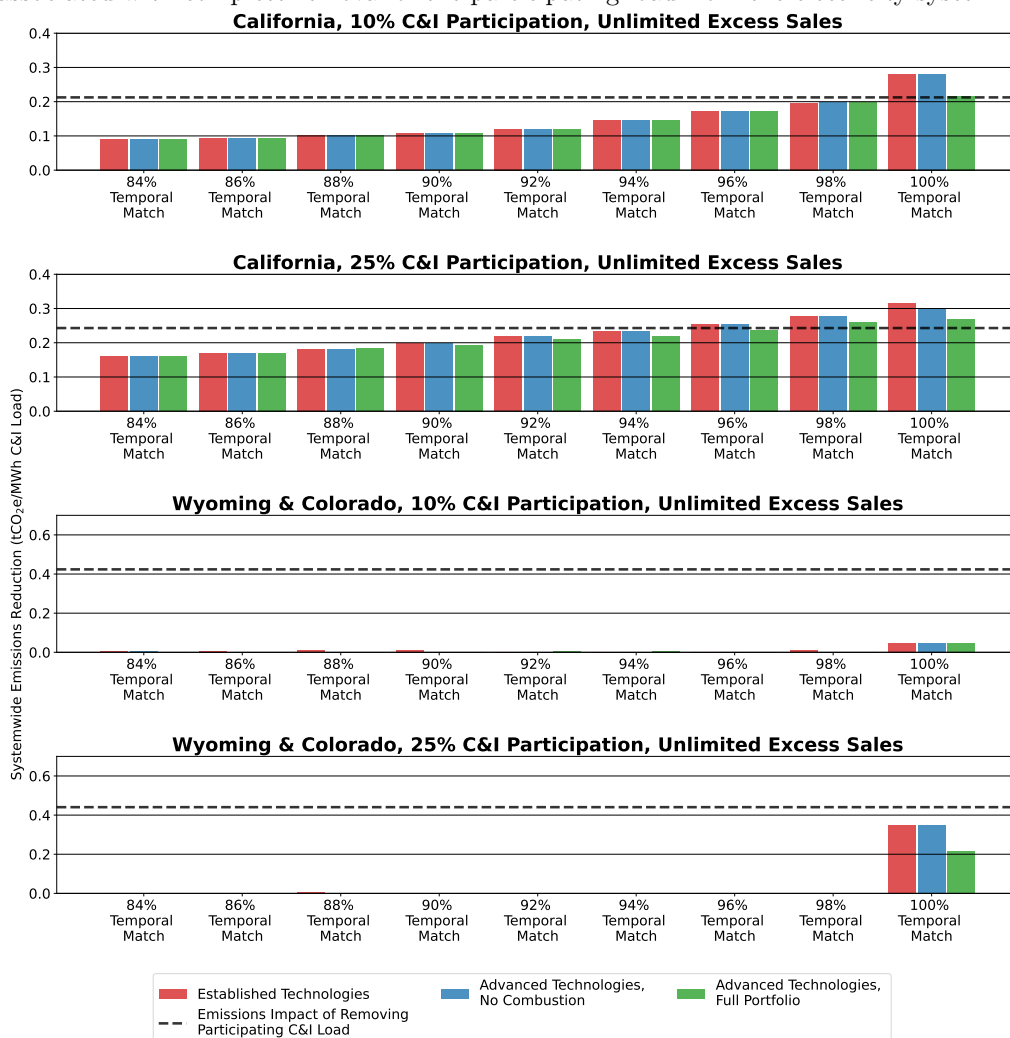 California, 10% C&I Participation, Unlimited Excess Sales
0.4
0.3
0.2
0.1
0.0
84% Temporal Match
86% Temporal Match
88% Temporal Match
90% Temporal Match
92% Temporal Match
94% Temporal Match
96% Temporal Match
98% Temporal Match
100% Temporal Match
California, 25% C&I Participation, Unlimited Excess Sales
0.4
0.3
0.2
0.1
0.0
84% Temporal Match
86% Temporal Match
88% Temporal Match
90% Temporal Match
92% Temporal Match
94% Temporal Match
96% Temporal Match
98% Temporal Match
100% Temporal Match
Systemwide Emissions Reduction (tCO₂e/MWh C&I Load)
Wyoming & Colorado, 10% C&I Participation, Unlimited Excess Sales
0.6
0.4
0.2
0.0
84% Temporal Match
86% Temporal Match
88% Temporal Match
90% Temporal Match
92% Temporal Match
94% Temporal Match
96% Temporal Match
98% Temporal Match
100% Temporal Match
Wyoming & Colorado, 25% C&I Participation, Unlimited Excess Sales
0.6
0.4
0.2
0.0
84% Temporal Match
86% Temporal Match
88% Temporal Match
90% Temporal Match
92% Temporal Match
94% Temporal Match
96% Temporal Match
98% Temporal Match
100% Temporal Match
Established Technologies
Advanced Technologies,
No Combustion
Advanced Technologies,
Full Portfolio
Emissions Impact of Removing
Participating C&I Load